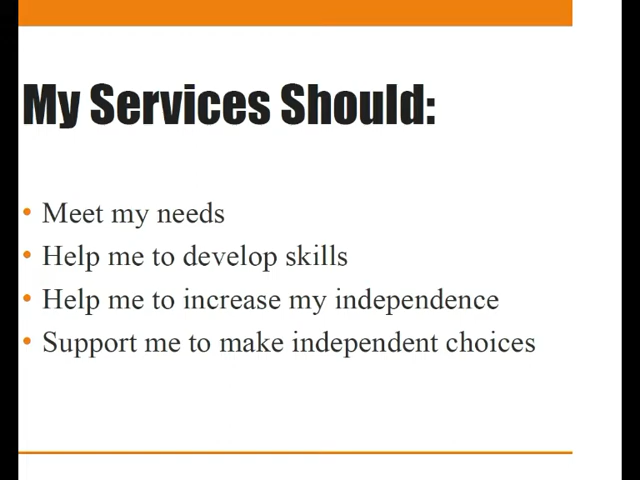 My Services Should:
• Meet my needs
• Help me to develop skills
• Help me to increase my independence
• Support me to make independent choices